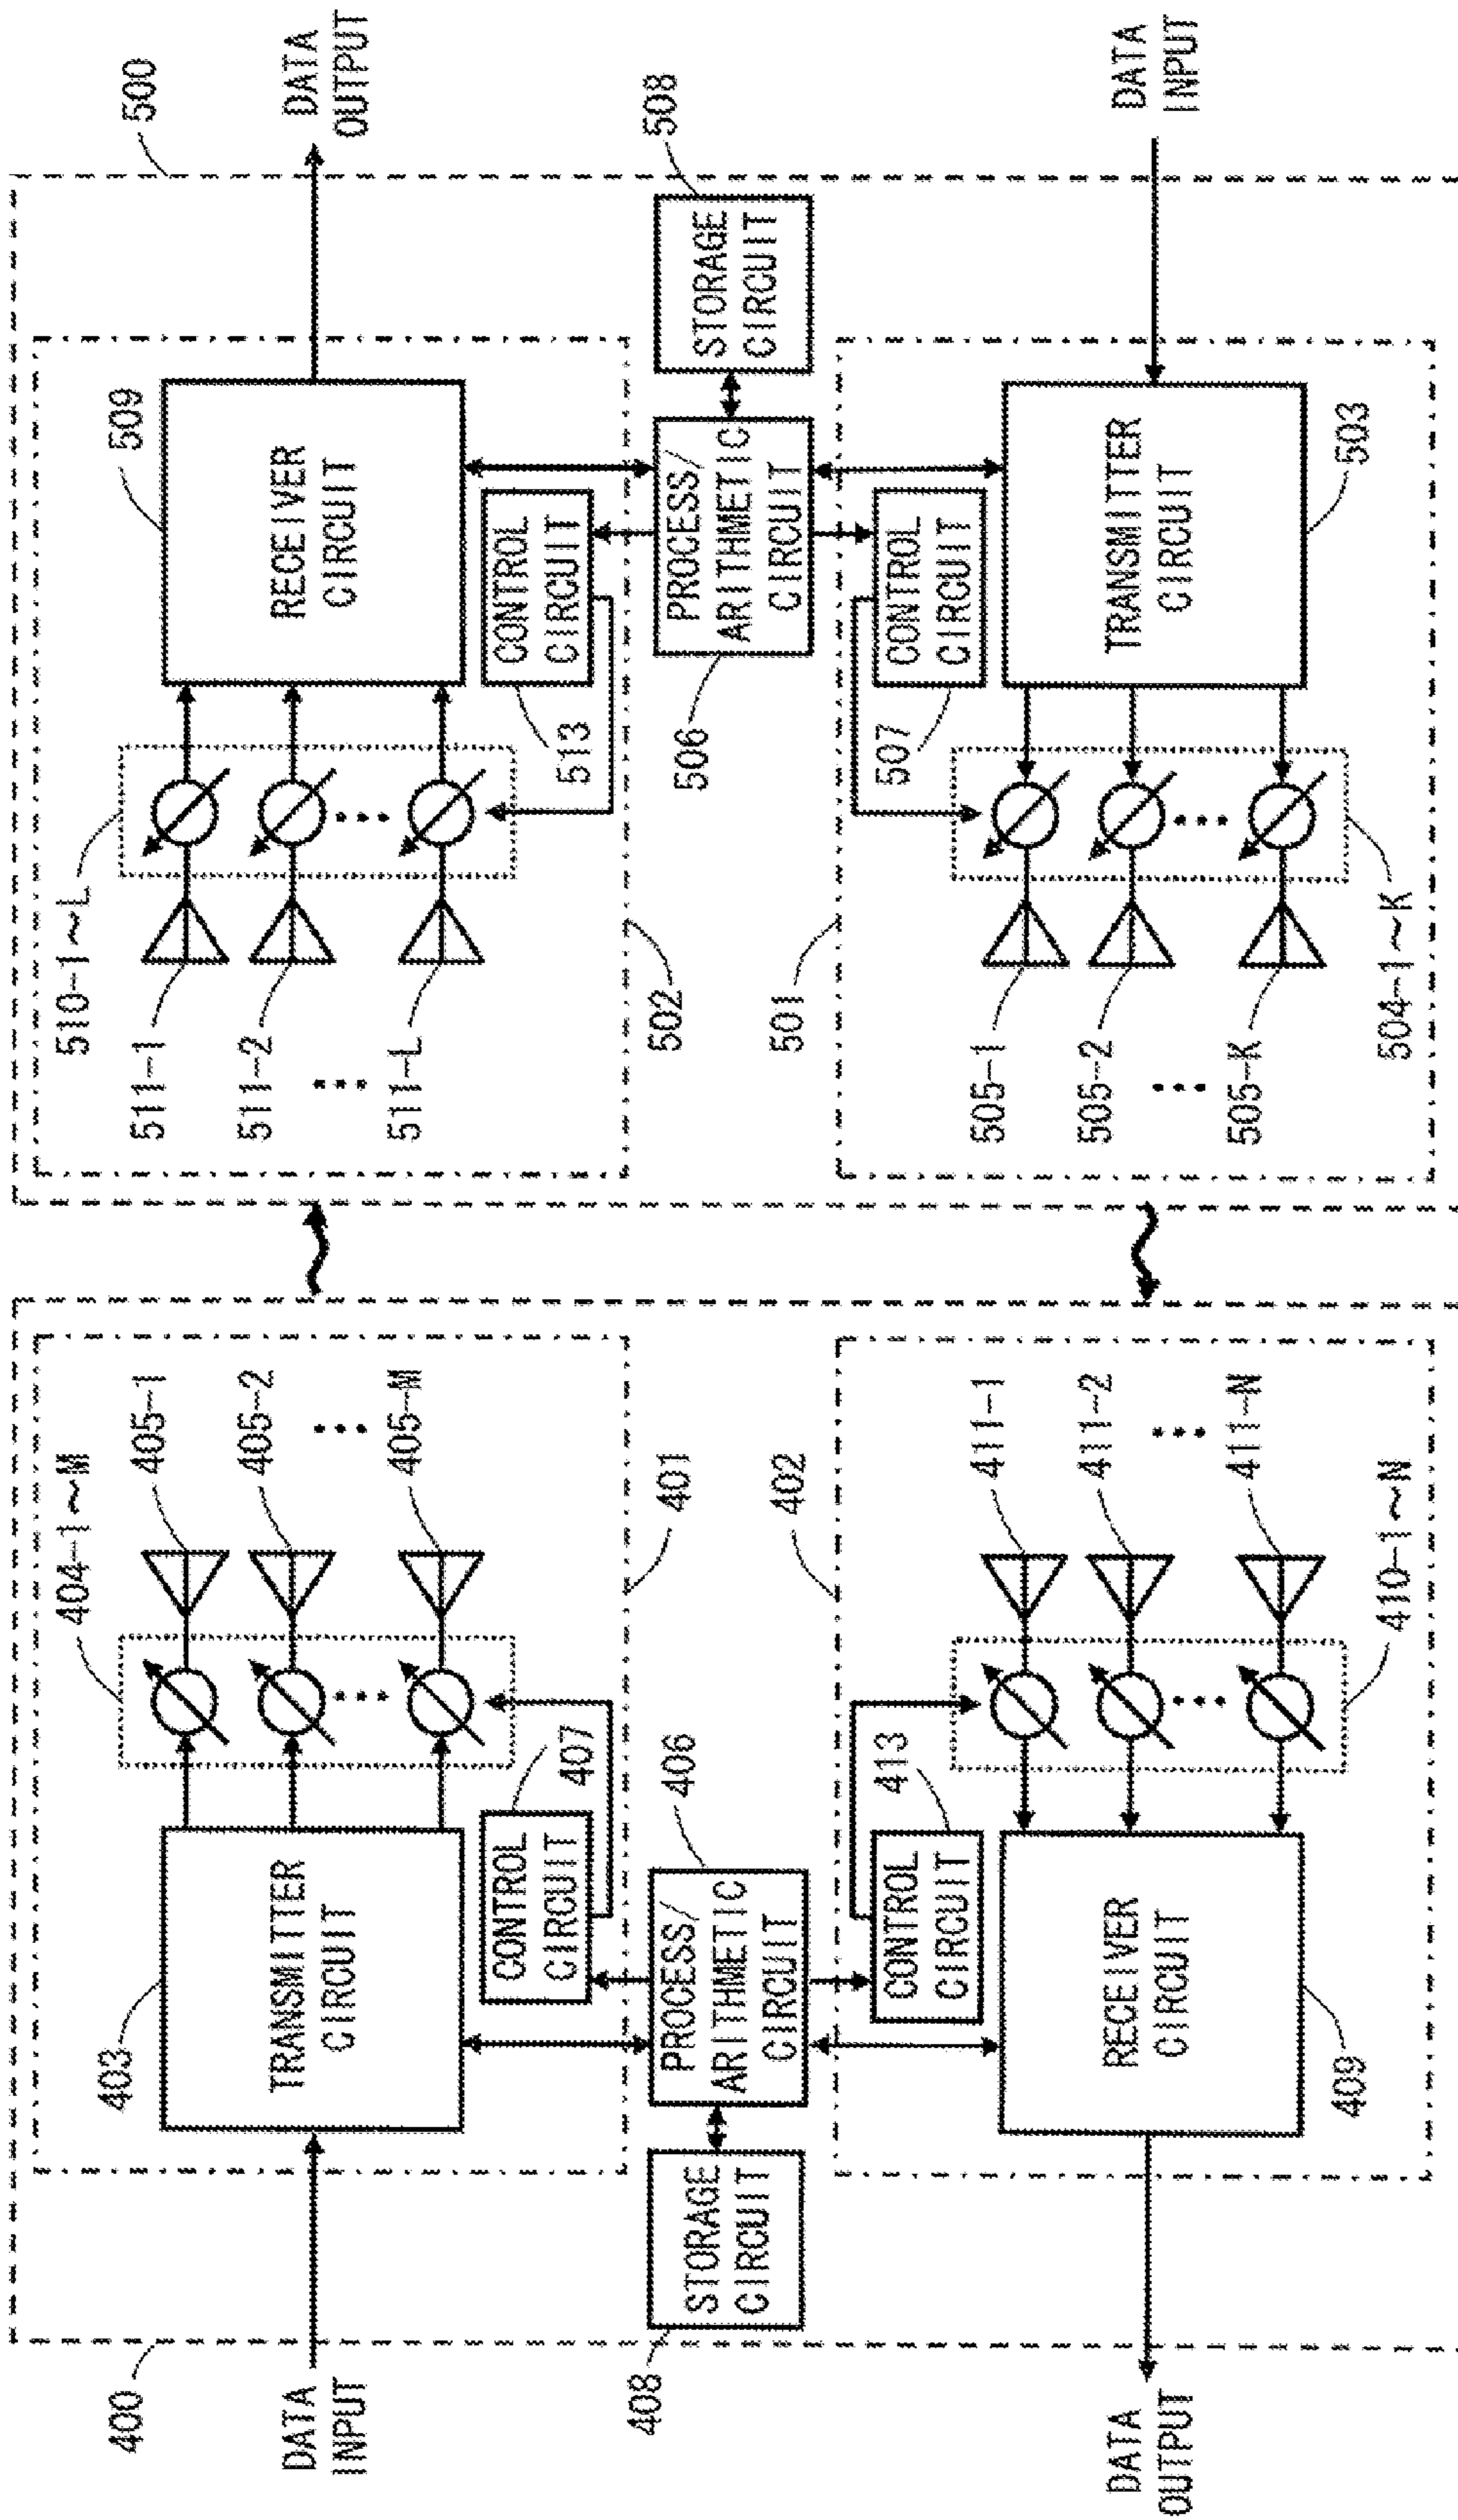 400
DATA
INPUT
403
TRANSMITTER
CIRCUIT
404-1~M
405-1
405-2
405-M
407
CONTROL
CIRCUIT
401
408
STORAGE
CIRCUIT
406
PROCESS/
ARITHMETIC
CIRCUIT
402
413
CONTROL
CIRCUIT
411-1
411-2
411-N
410-1~N
RECEIVER
CIRCUIT
409
DATA
OUTPUT
500
DATA
OUTPUT
509
RECEIVER
CIRCUIT
510-1~L
511-1
511-2
511-L
513
CONTROL
CIRCUIT
502
508
STORAGE
CIRCUIT
506
PROCESS/
ARITHMETIC
CIRCUIT
501
507
CONTROL
CIRCUIT
505-1
505-2
505-K
504-1~K
TRANSMITTER
CIRCUIT
503
DATA
INPUT